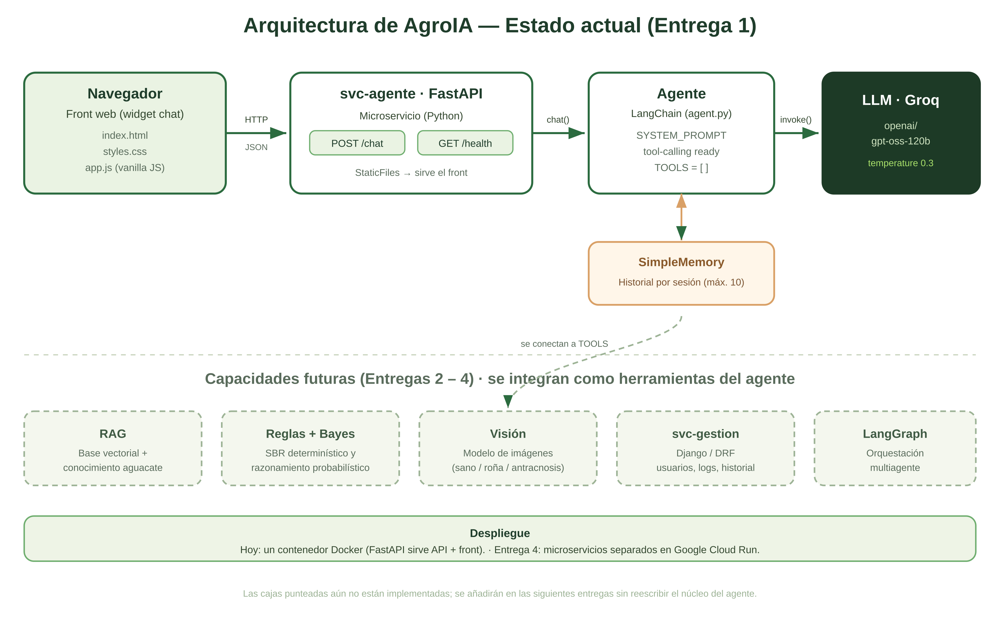 Arquitectura de AgroIA — Estado actual (Entrega 1)
Navegador
Front web (widget chat)
index.html
styles.css
app.js (vanilla JS)
HTTP
JSON
svc-agente · FastAPI
Microservicio (Python)
POST /chat
GET /health
StaticFiles → sirve el front
chat()
Agente
LangChain (agent.py)
SYSTEM_PROMPT
tool-calling ready
TOOLS = [ ]
invoke()
LLM · Groq
openai/
gpt-oss-120b
temperature 0.3
SimpleMemory
Historial por sesión (máx. 10)
se conectan a TOOLS
Capacidades futuras (Entregas 2 – 4) · se integran como herramientas del agente
RAG
Base vectorial +
conocimiento aguacate
Reglas + Bayes
SBR determinístico y
razonamiento probabilístico
Visión
Modelo de imágenes
(sano / roña / antracnosis)
svc-gestion
Django / DRF
usuarios, logs, historial
LangGraph
Orquestación
multiagente
Despliegue
Hoy: un contenedor Docker (FastAPI sirve API + front). · Entrega 4: microservicios separados en Google Cloud Run.
Las cajas punteadas aún no están implementadas; se añadirán en las siguientes entregas sin reescribir el núcleo del agente.